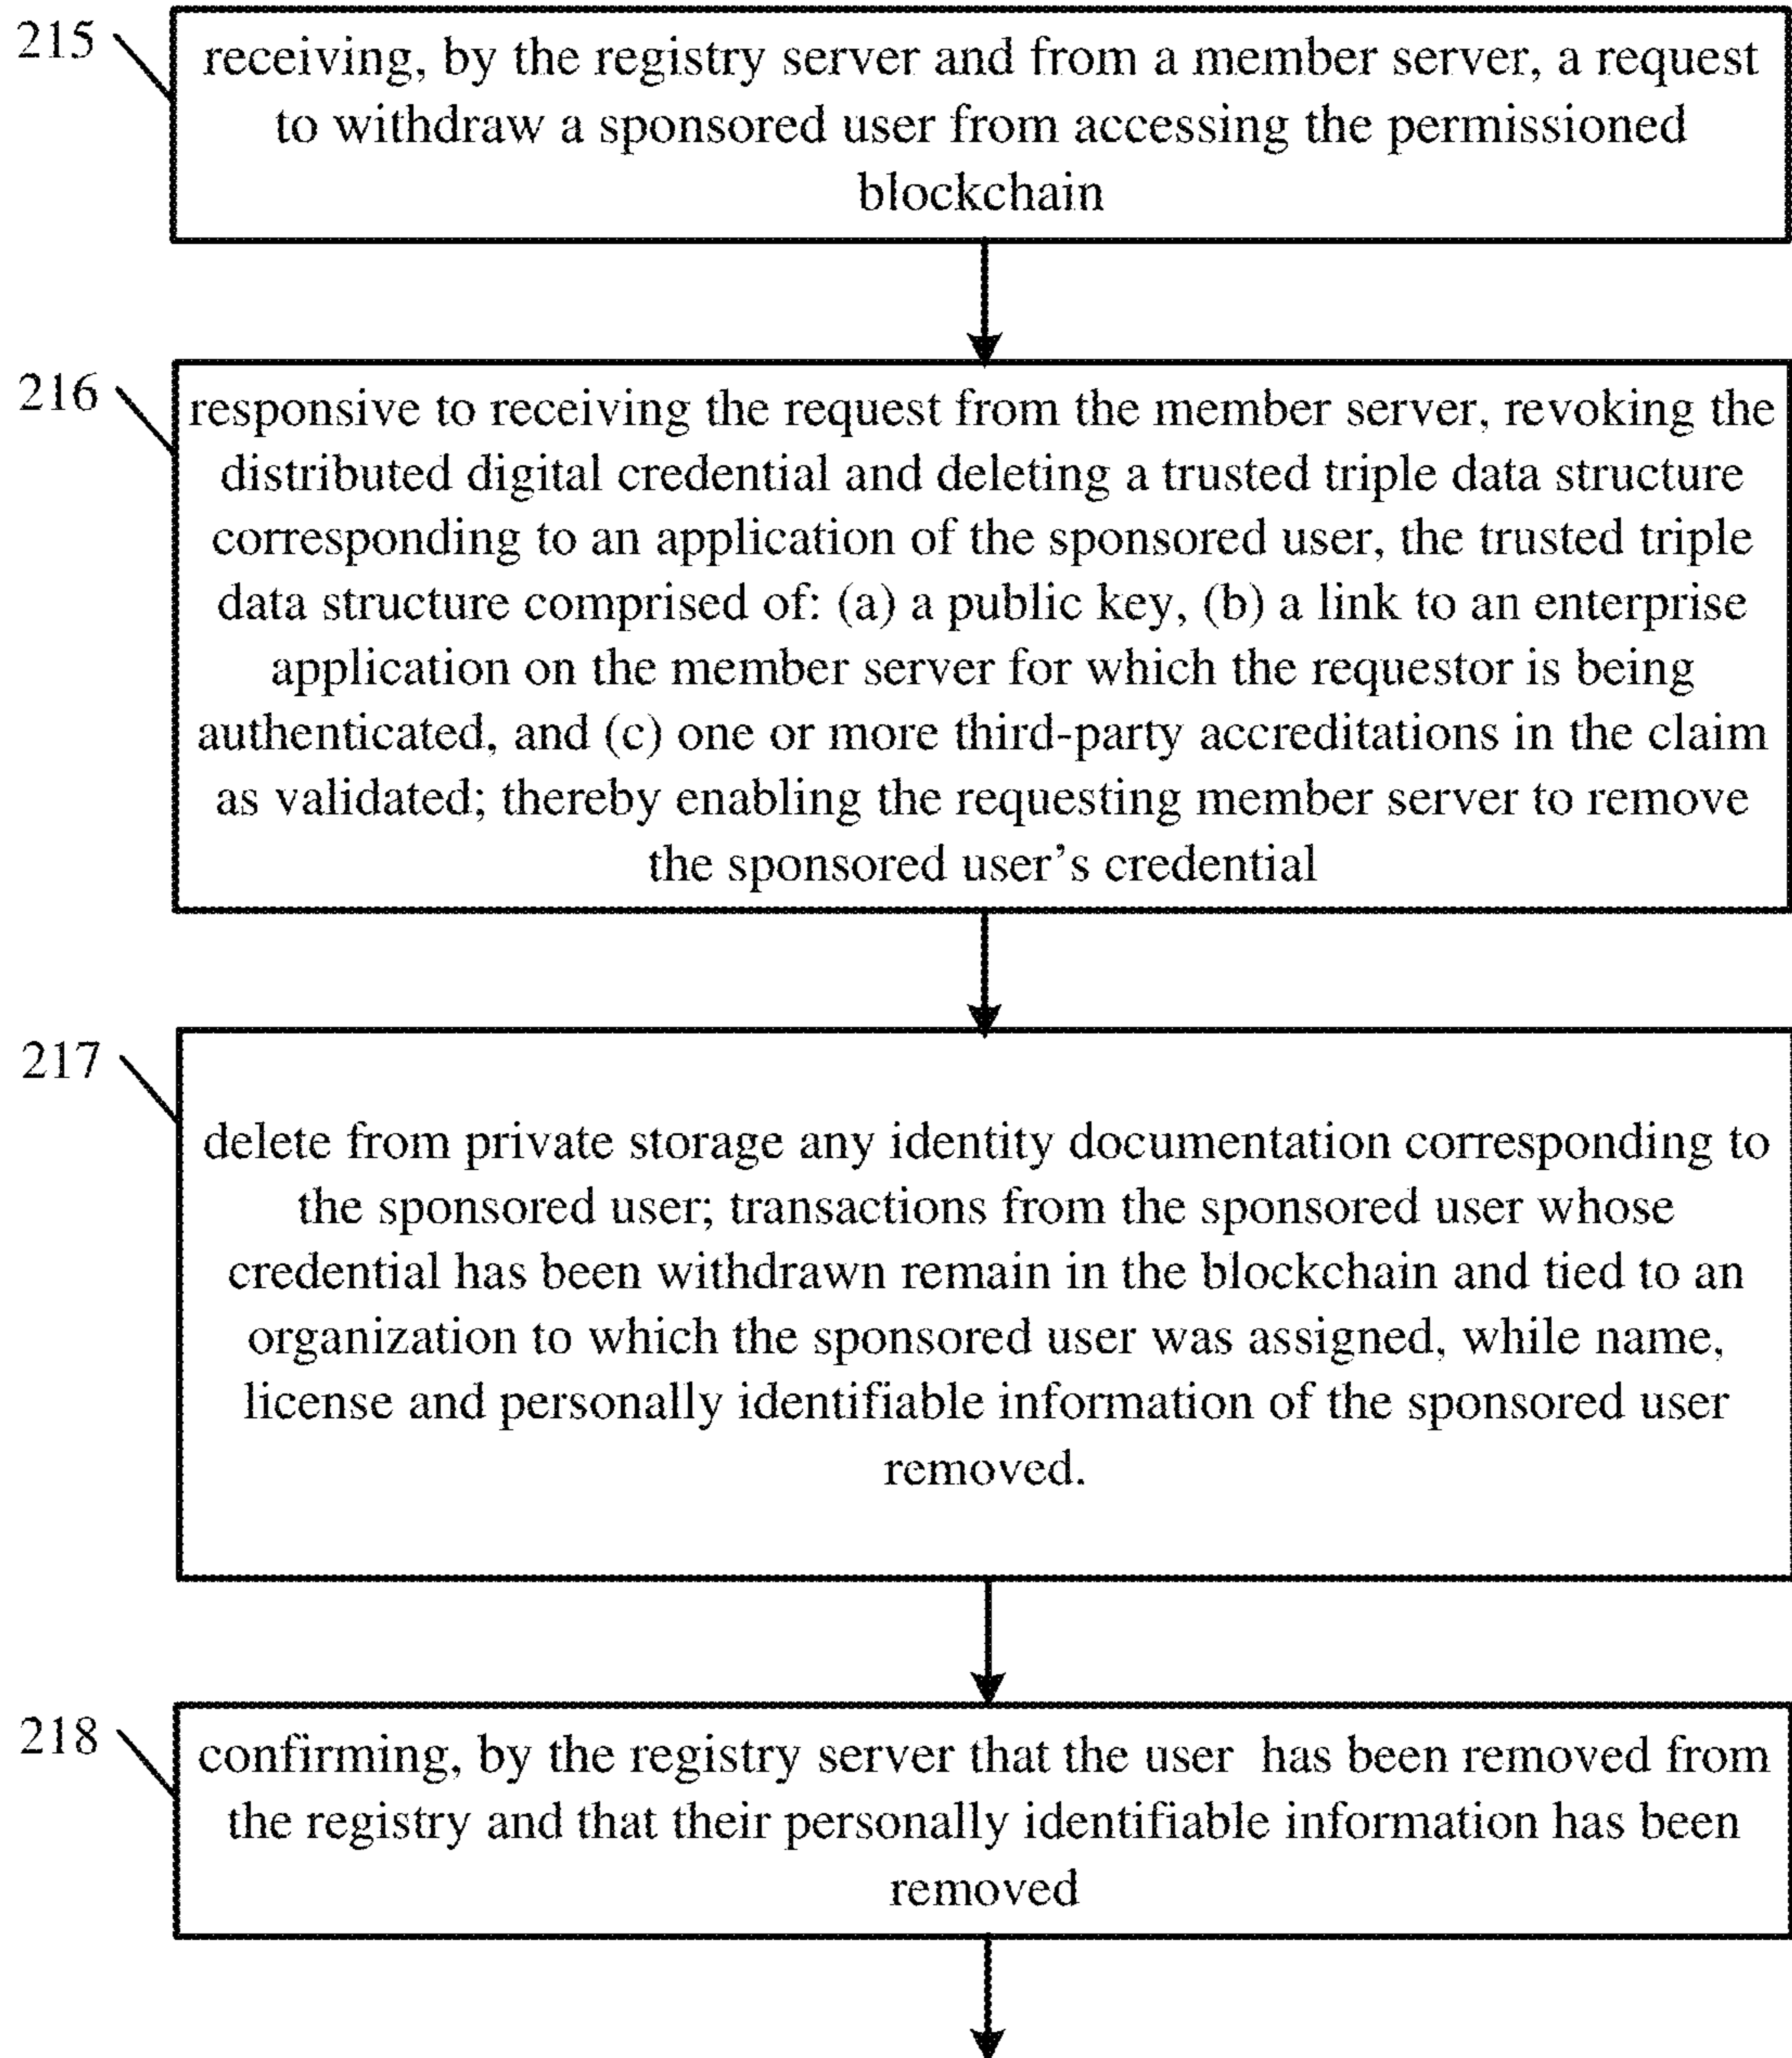 215
receiving, by the registry server and from a member server, a request
to withdraw a sponsored user from accessing the permissioned
blockchain
216
responsive to receiving the request from the member server, revoking the
distributed digital credential and deleting a trusted triple data structure
corresponding to an application of the sponsored user, the trusted triple
data structure comprised of: (a) a public key, (b) a link to an enterprise
application on the member server for which the requestor is being
authenticated, and (c) one or more third-party accreditations in the claim
as validated; thereby enabling the requesting member server to remove
the sponsored user's credential
217
delete from private storage any identity documentation corresponding to
the sponsored user; transactions from the sponsored user whose
credential has been withdrawn remain in the blockchain and tied to an
organization to which the sponsored user was assigned, while name,
license and personally identifiable information of the sponsored user
removed.
218
confirming, by the registry server that the user has been removed from
the registry and that their personally identifiable information has been
removed